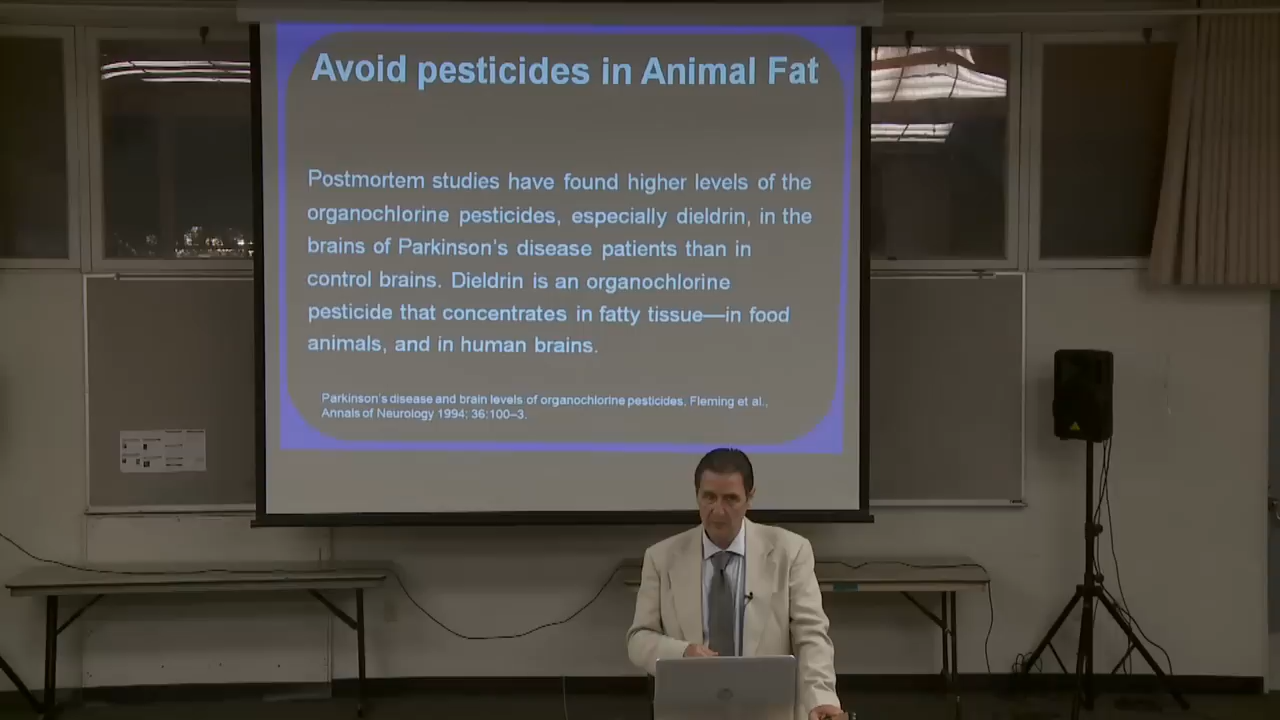 Avoid pesticides in Animal Fat
Postmortem studies have found higher levels of the
organochlorine pesticides, especially dieldrin, in the
brains of Parkinson's disease patients than in
control brains. Dieldrin is an organochlorine
pesticide that concentrates in fatty tissue—in food
animals, and in human brains.
Parkinson's disease and brain levels of organochlorine pesticides, Fleming et al.,
Annals of Neurology 1994; 36:100–3.